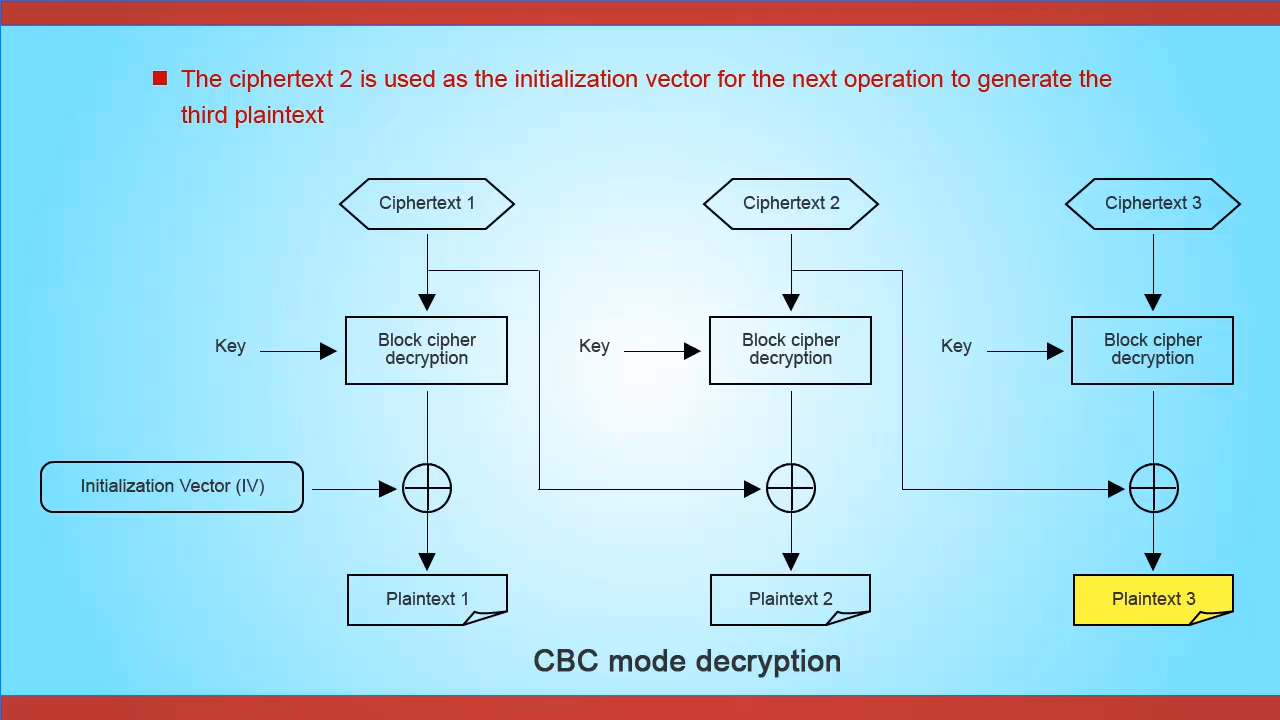 The ciphertext 2 is used as the initialization vector for the next operation to generate the
third plaintext
Ciphertext 1
Ciphertext 2
Ciphertext 3
Key
Block cipher
decryption
Key
Block cipher
decryption
Key
Block cipher
decryption
Initialization Vector (IV)
Plaintext 1
Plaintext 2
Plaintext 3
CBC mode decryption